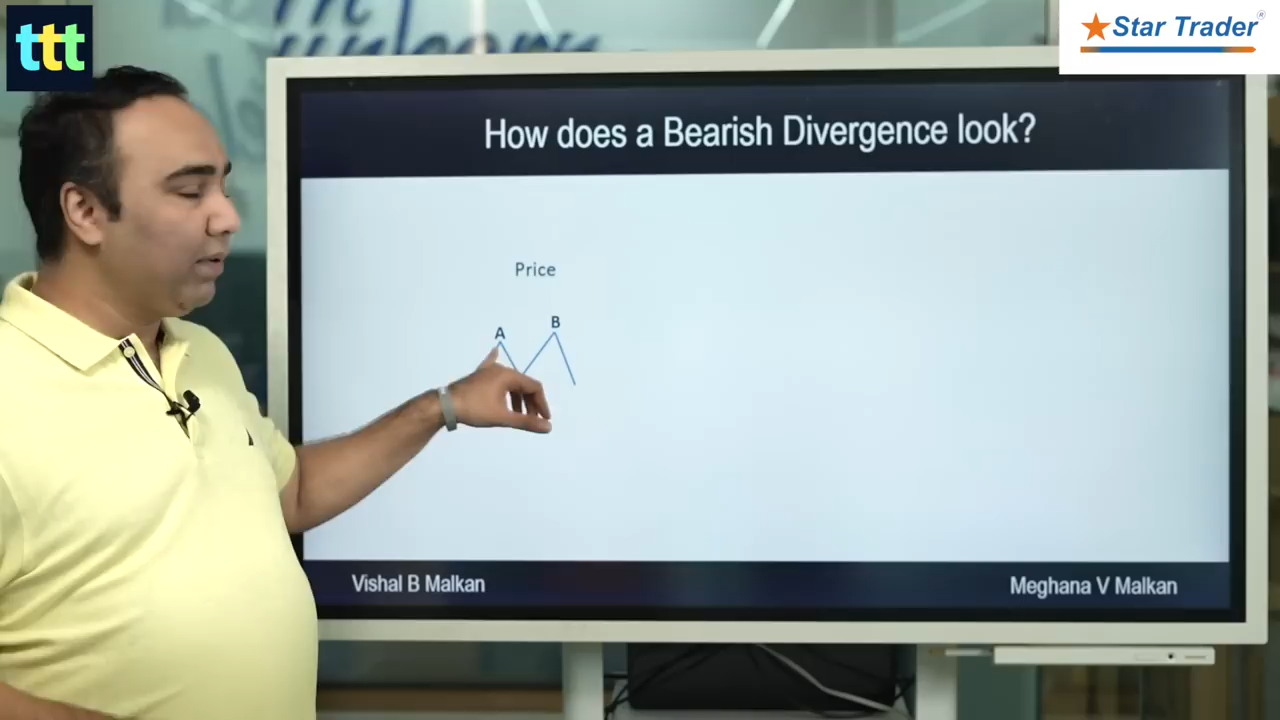 ttt
Star Trader
®
How does a Bearish Divergence look?
Price
A
B
Vishal B Malkan
Meghana V Malkan